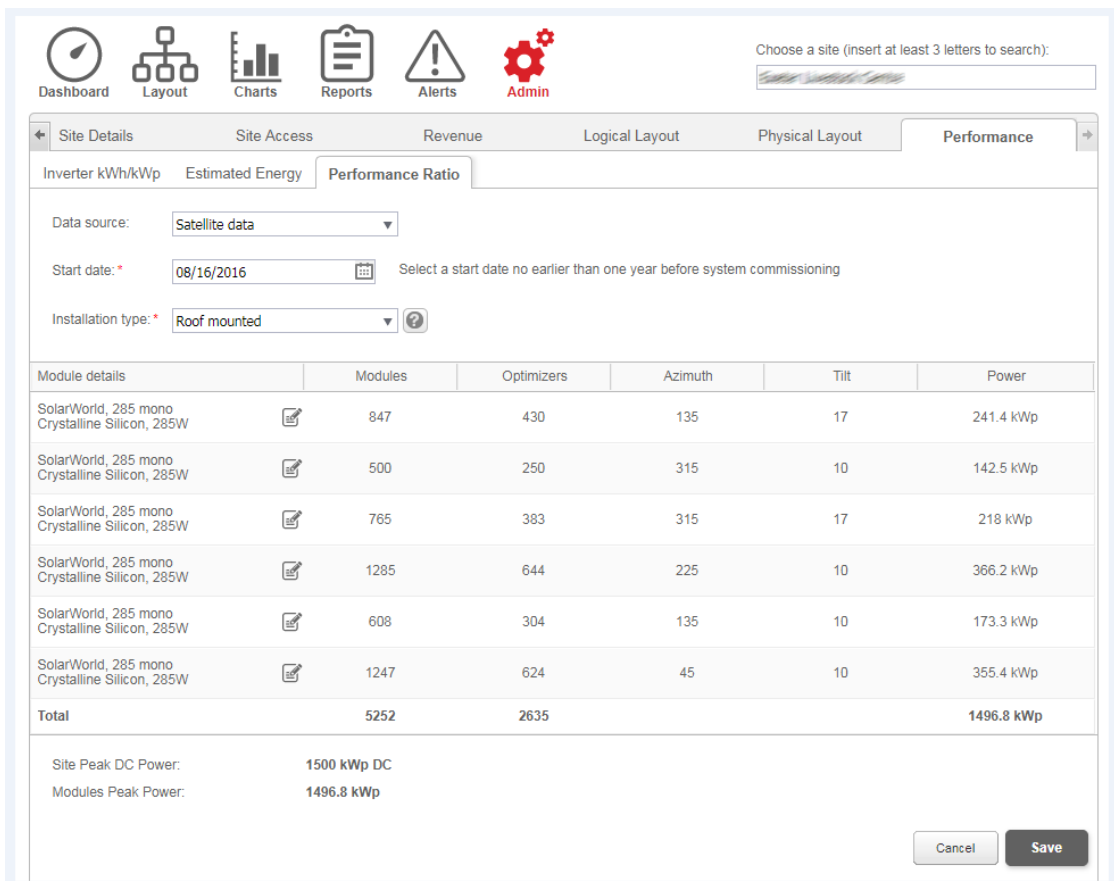 Choose a site (insert at least 3 letters to search):
Dashboard Layout Charts Reports Alerts Admin
Site Details Site Access Revenue Logical Layout Physical Layout Performance
Inverter kWh/kWp Estimated Energy Performance Ratio
Data source: Satellite data
Start date:* 08/16/2016 Select a start date no earlier than one year before system commissioning
Installation type:* Roof mounted ?
Module details Modules Optimizers Azimuth Tilt Power
SolarWorld, 285 mono
Crystalline Silicon, 285W 847 430 135 17 241.4 kWp
SolarWorld, 285 mono
Crystalline Silicon, 285W 500 250 315 10 142.5 kWp
SolarWorld, 285 mono
Crystalline Silicon, 285W 765 383 315 17 218 kWp
SolarWorld, 285 mono
Crystalline Silicon, 285W 1285 644 225 10 366.2 kWp
SolarWorld, 285 mono
Crystalline Silicon, 285W 608 304 135 10 173.3 kWp
SolarWorld, 285 mono
Crystalline Silicon, 285W 1247 624 45 10 355.4 kWp
Total 5252 2635 1496.8 kWp
Site Peak DC Power: 1500 kWp DC
Modules Peak Power: 1496.8 kWp
Cancel Save